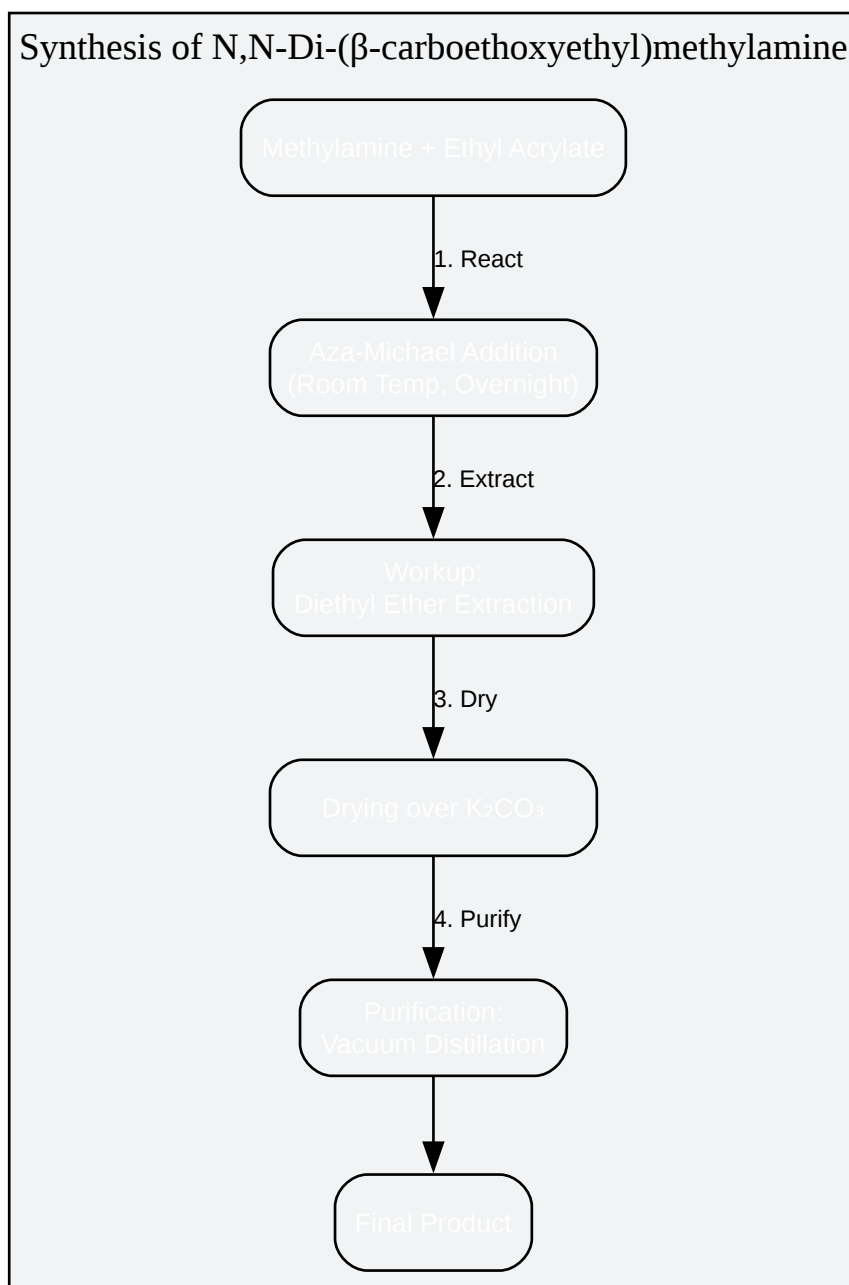 Synthesis of N,N-Di-(β-carboethoxyethyl)methylamine
Methylamine + Ethyl Acrylate
1. React
Aza-Michael Addition
(Room Temp, Overnight)
2. Extract
Workup:
Diethyl Ether Extraction
3. Dry
Drying over K₂CO₃
4. Purify
Purification:
Vacuum Distillation
Final Product